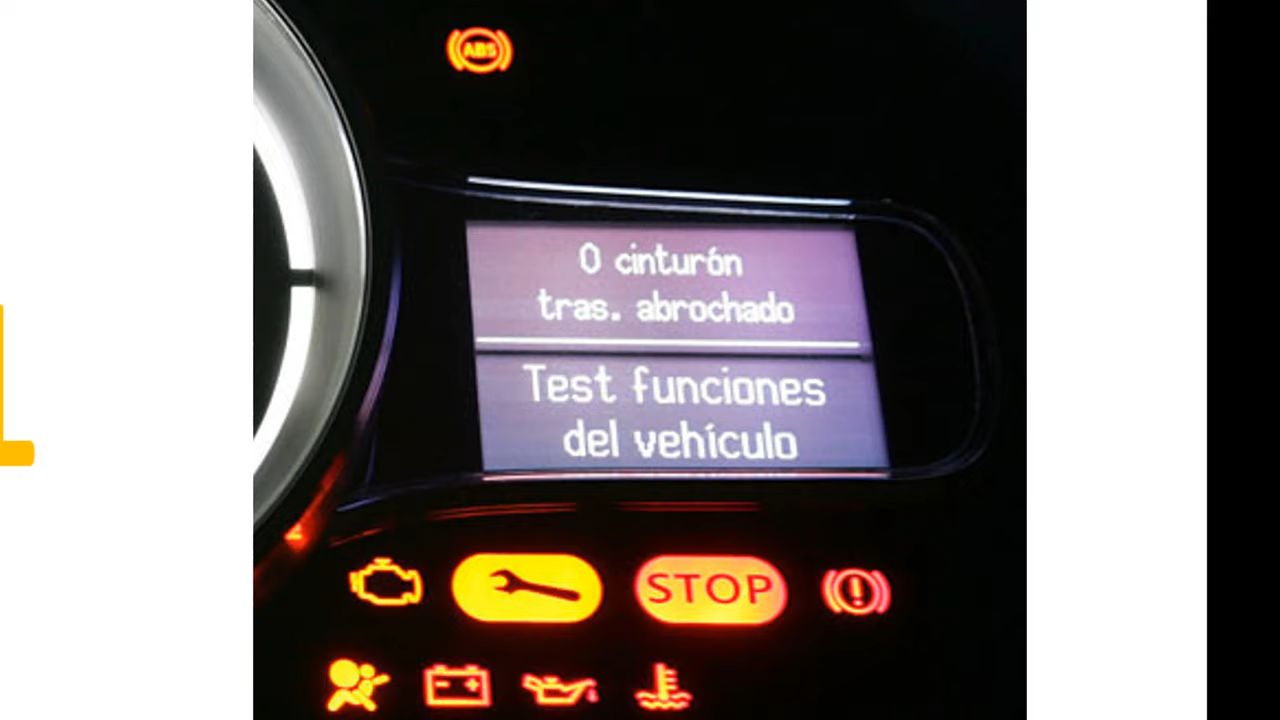 ABS
0 cinturón
tras. abrochado
Test funciones
del vehículo
STOP